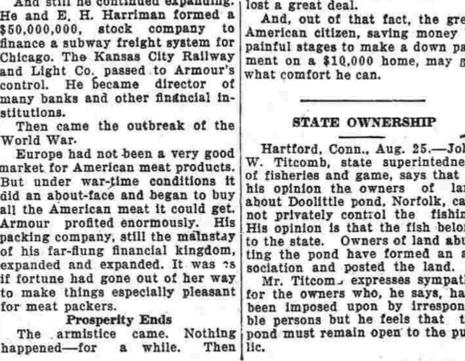 And still he continued expanding.
He and E. H. Harriman formed a
$50,000,000, stock company to
finance a subway freight system for
Chicago. The Kansas City Railway
and Light Co. passed to Armour's
control. He became director of
many banks and other financial in-
stitutions.
Then came the outbreak of the
World War.
Europe had not been a very good
market for American meat products.
But under war-time conditions it
did an about-face and began to buy
all the American meat it could get.
Armour profited enormously. His
packing company, still the mainstay
of his far-flung financial kingdom,
expanded and expanded. It was as
if fortune had gone out of her way
to make things especially pleasant
for meat packers.
Prosperity Ends
The armistice came. Nothing
happened—for a while. Then
lost a great deal.
And, out of that fact, the gre
American citizen, saving money
painful stages to make a down pa
ment on a $10,000 home, may g
what comfort he can.
STATE OWNERSHIP
Hartford, Conn., Aug. 25.—Joh
W. Titcomb, state superintedne
of fisheries and game, says that
his opinion the owners of la
about Doolittle pond, Norfolk, ca
not privately control the fishin
His opinion is that the fish belon
to the state. Owners of land abu
ting the pond have formed an a
sociation and posted the land.
Mr. Titcom expresses sympat
for the owners who, he says, ha
been imposed upon by irrespon
ble persons but he feels that t
pond must remain open to the pu
lic.